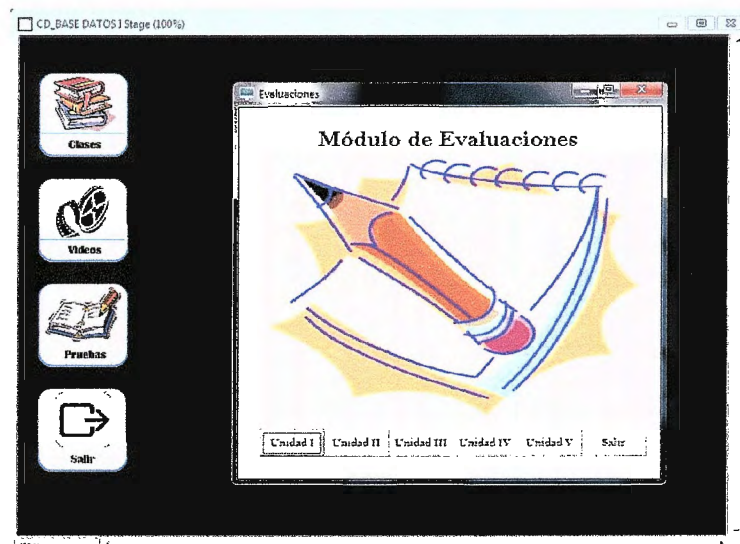 CD_BASE DATOS I Stage (100%)
Clases
Videos
Pruebas
Salir
Evaluaciones
Módulo de Evaluaciones
Unidad I Unidad II Unidad III Unidad IV Unidad V Salir